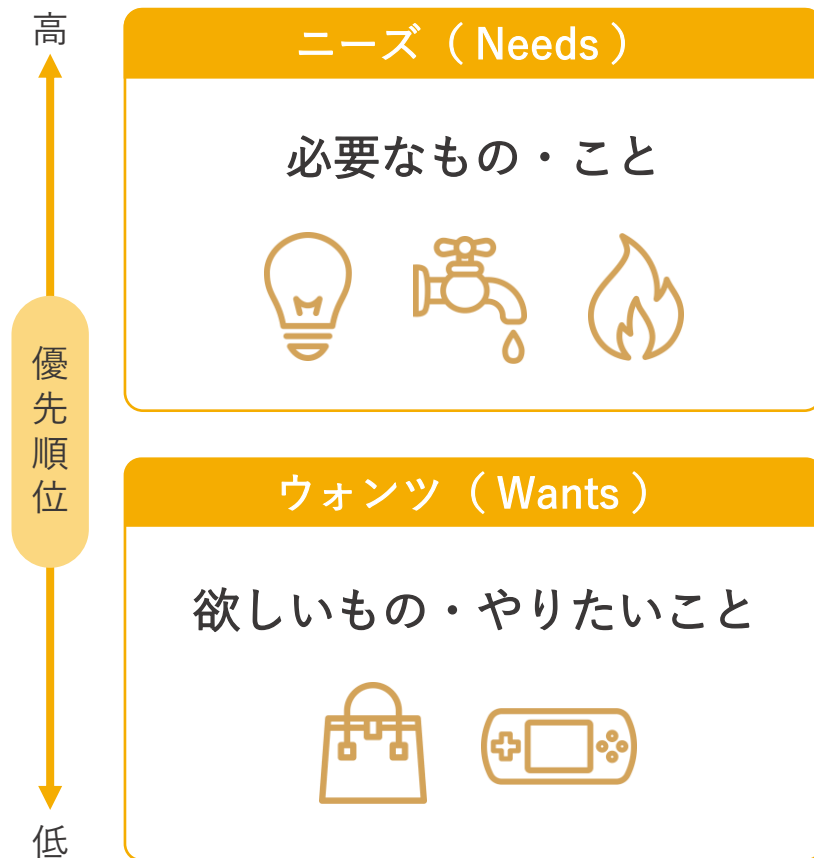 高
ニーズ（Needs）
必要なもの・こと
優先順位
ウォンツ（Wants）
欲しいもの・やりたいこと
低